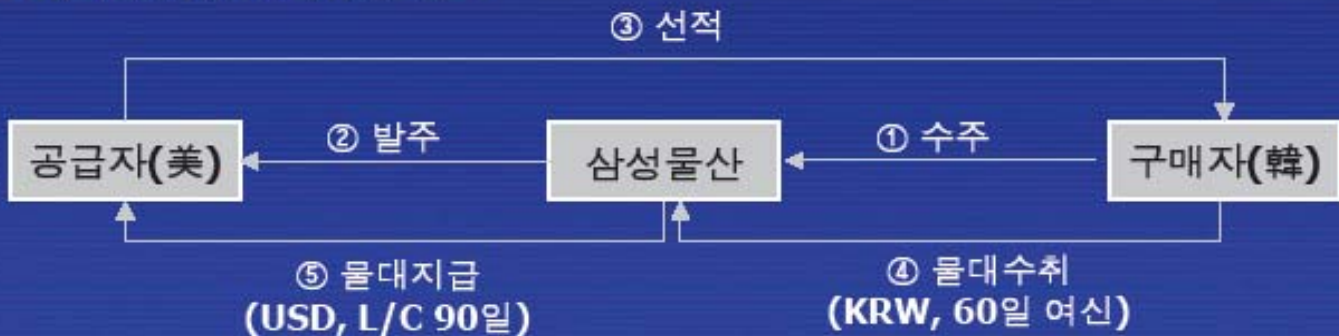 ③ 선적
공급자(美)
② 발주
삼성물산
① 수주
구매자(韓)
⑤ 물대지급
(USD, L/C 90일)
④ 물대수취
(KRW, 60일 여신)